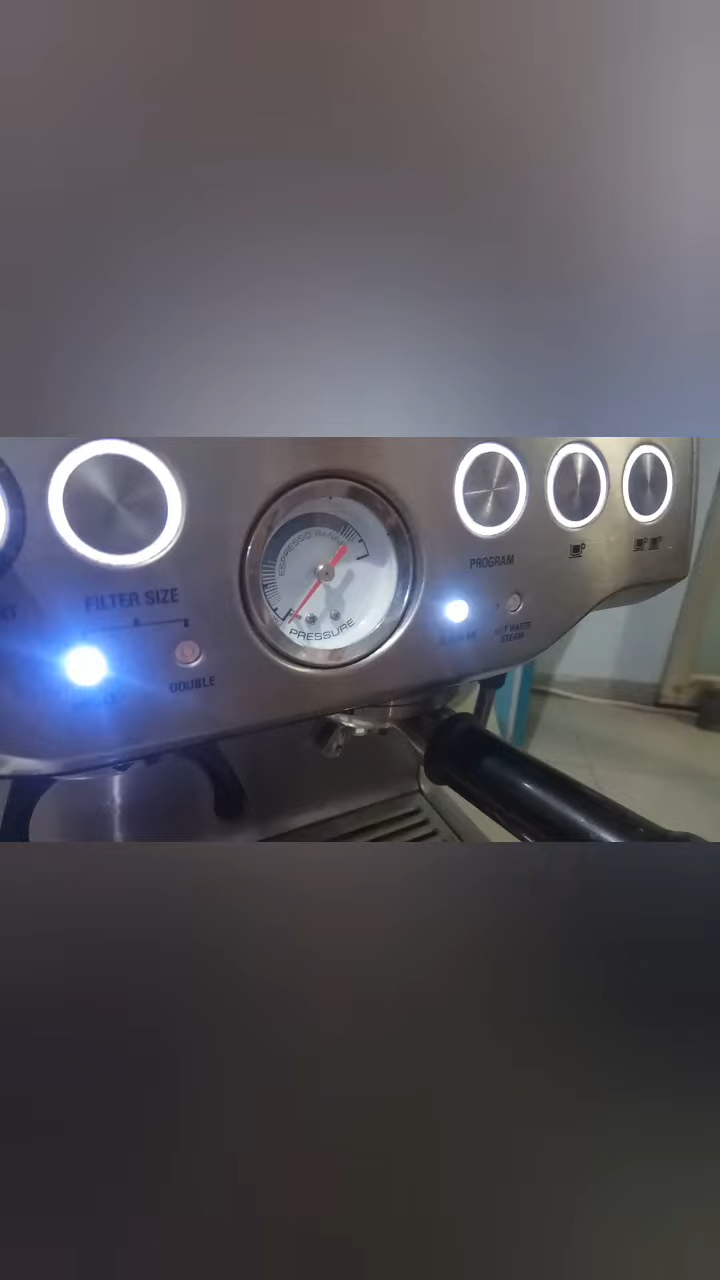 FILTER SIZE
DOUBLE
ESPRESSO RANGE
PRESSURE
PROGRAM
HOT WATER
STEAM